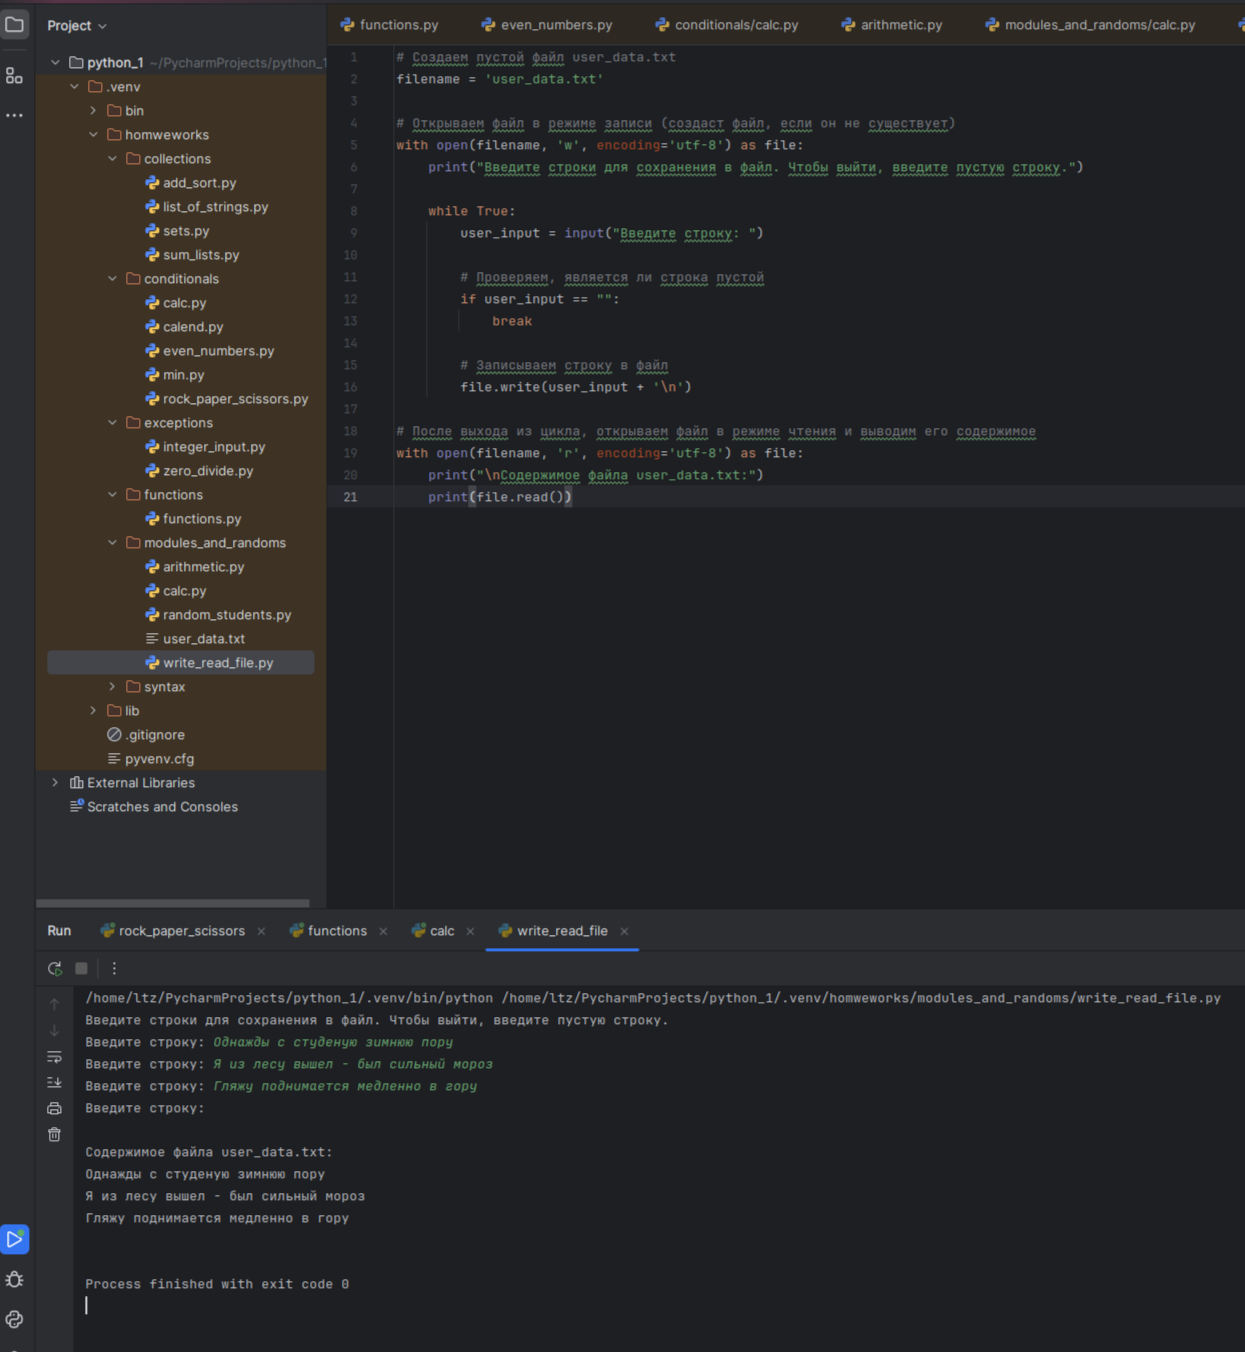 Project
functions.py
even_numbers.py
conditionals/calc.py
arithmetic.py
modules_and_randoms/calc.py
python_1 ~/PycharmProjects/python_1
.venv
bin
homweworks
collections
add_sort.py
list_of_strings.py
sets.py
sum_lists.py
conditionals
calc.py
calend.py
even_numbers.py
min.py
rock_paper_scissors.py
exceptions
integer_input.py
zero_divide.py
functions
functions.py
modules_and_randoms
arithmetic.py
calc.py
random_students.py
user_data.txt
write_read_file.py
syntax
lib
.gitignore
pyvenv.cfg
External Libraries
Scratches and Consoles
1 # Создаем пустой файл user_data.txt
2 filename = 'user_data.txt'
3
4 # Открываем файл в режиме записи (создаст файл, если он не существует)
5 with open(filename, 'w', encoding='utf-8') as file:
6 print("Введите строки для сохранения в файл. Чтобы выйти, введите пустую строку.")
7
8 while True:
9 user_input = input("Введите строку: ")
10
11 # Проверяем, является ли строка пустой
12 if user_input == "":
13 break
14
15 # Записываем строку в файл
16 file.write(user_input + '\n')
17
18 # После выхода из цикла, открываем файл в режиме чтения и выводим его содержимое
19 with open(filename, 'r', encoding='utf-8') as file:
20 print("\nСодержимое файла user_data.txt:")
21 print(file.read())
Run
rock_paper_scissors
functions
calc
write_read_file
/home/ltz/PycharmProjects/python_1/.venv/bin/python /home/ltz/PycharmProjects/python_1/.venv/homweworks/modules_and_randoms/write_read_file.py
Введите строки для сохранения в файл. Чтобы выйти, введите пустую строку.
Введите строку: Однажды с студеную зимнюю пору
Введите строку: Я из лесу вышел - был сильный мороз
Введите строку: Гляжу поднимается медленно в гору
Введите строку:
Содержимое файла user_data.txt:
Однажды с студеную зимнюю пору
Я из лесу вышел - был сильный мороз
Гляжу поднимается медленно в гору
Process finished with exit code 0